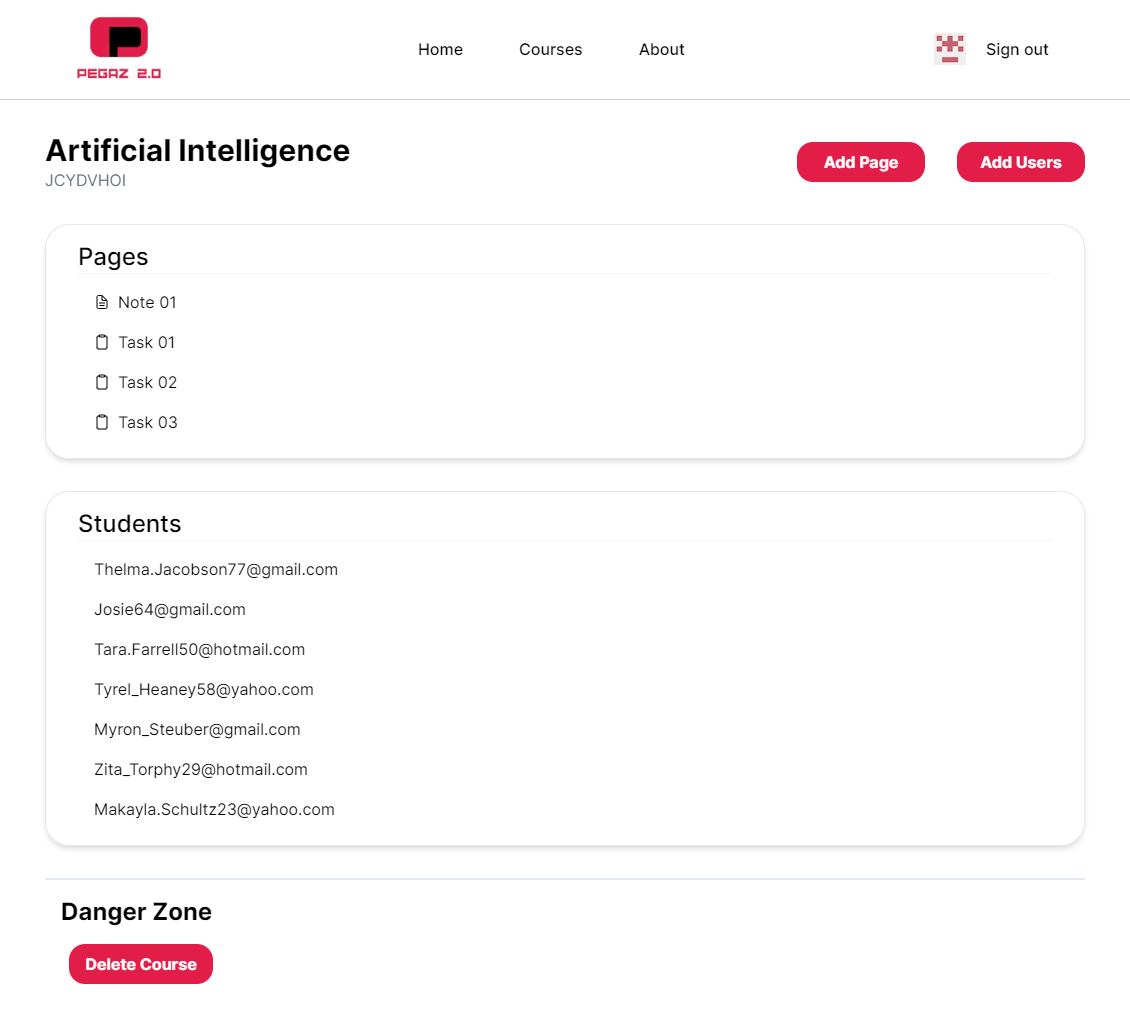 PEGAZ 2.0
Home Courses About Sign out
Artificial Intelligence
JCYDVHOI
Add Page Add Users
Pages
Note 01
Task 01
Task 02
Task 03
Students
Thelma.Jacobson77@gmail.com
Josie64@gmail.com
Tara.Farrell50@hotmail.com
Tyrel_Heaney58@yahoo.com
Myron_Steuber@gmail.com
Zita_Torphy29@hotmail.com
Makayla.Schultz23@yahoo.com
Danger Zone
Delete Course